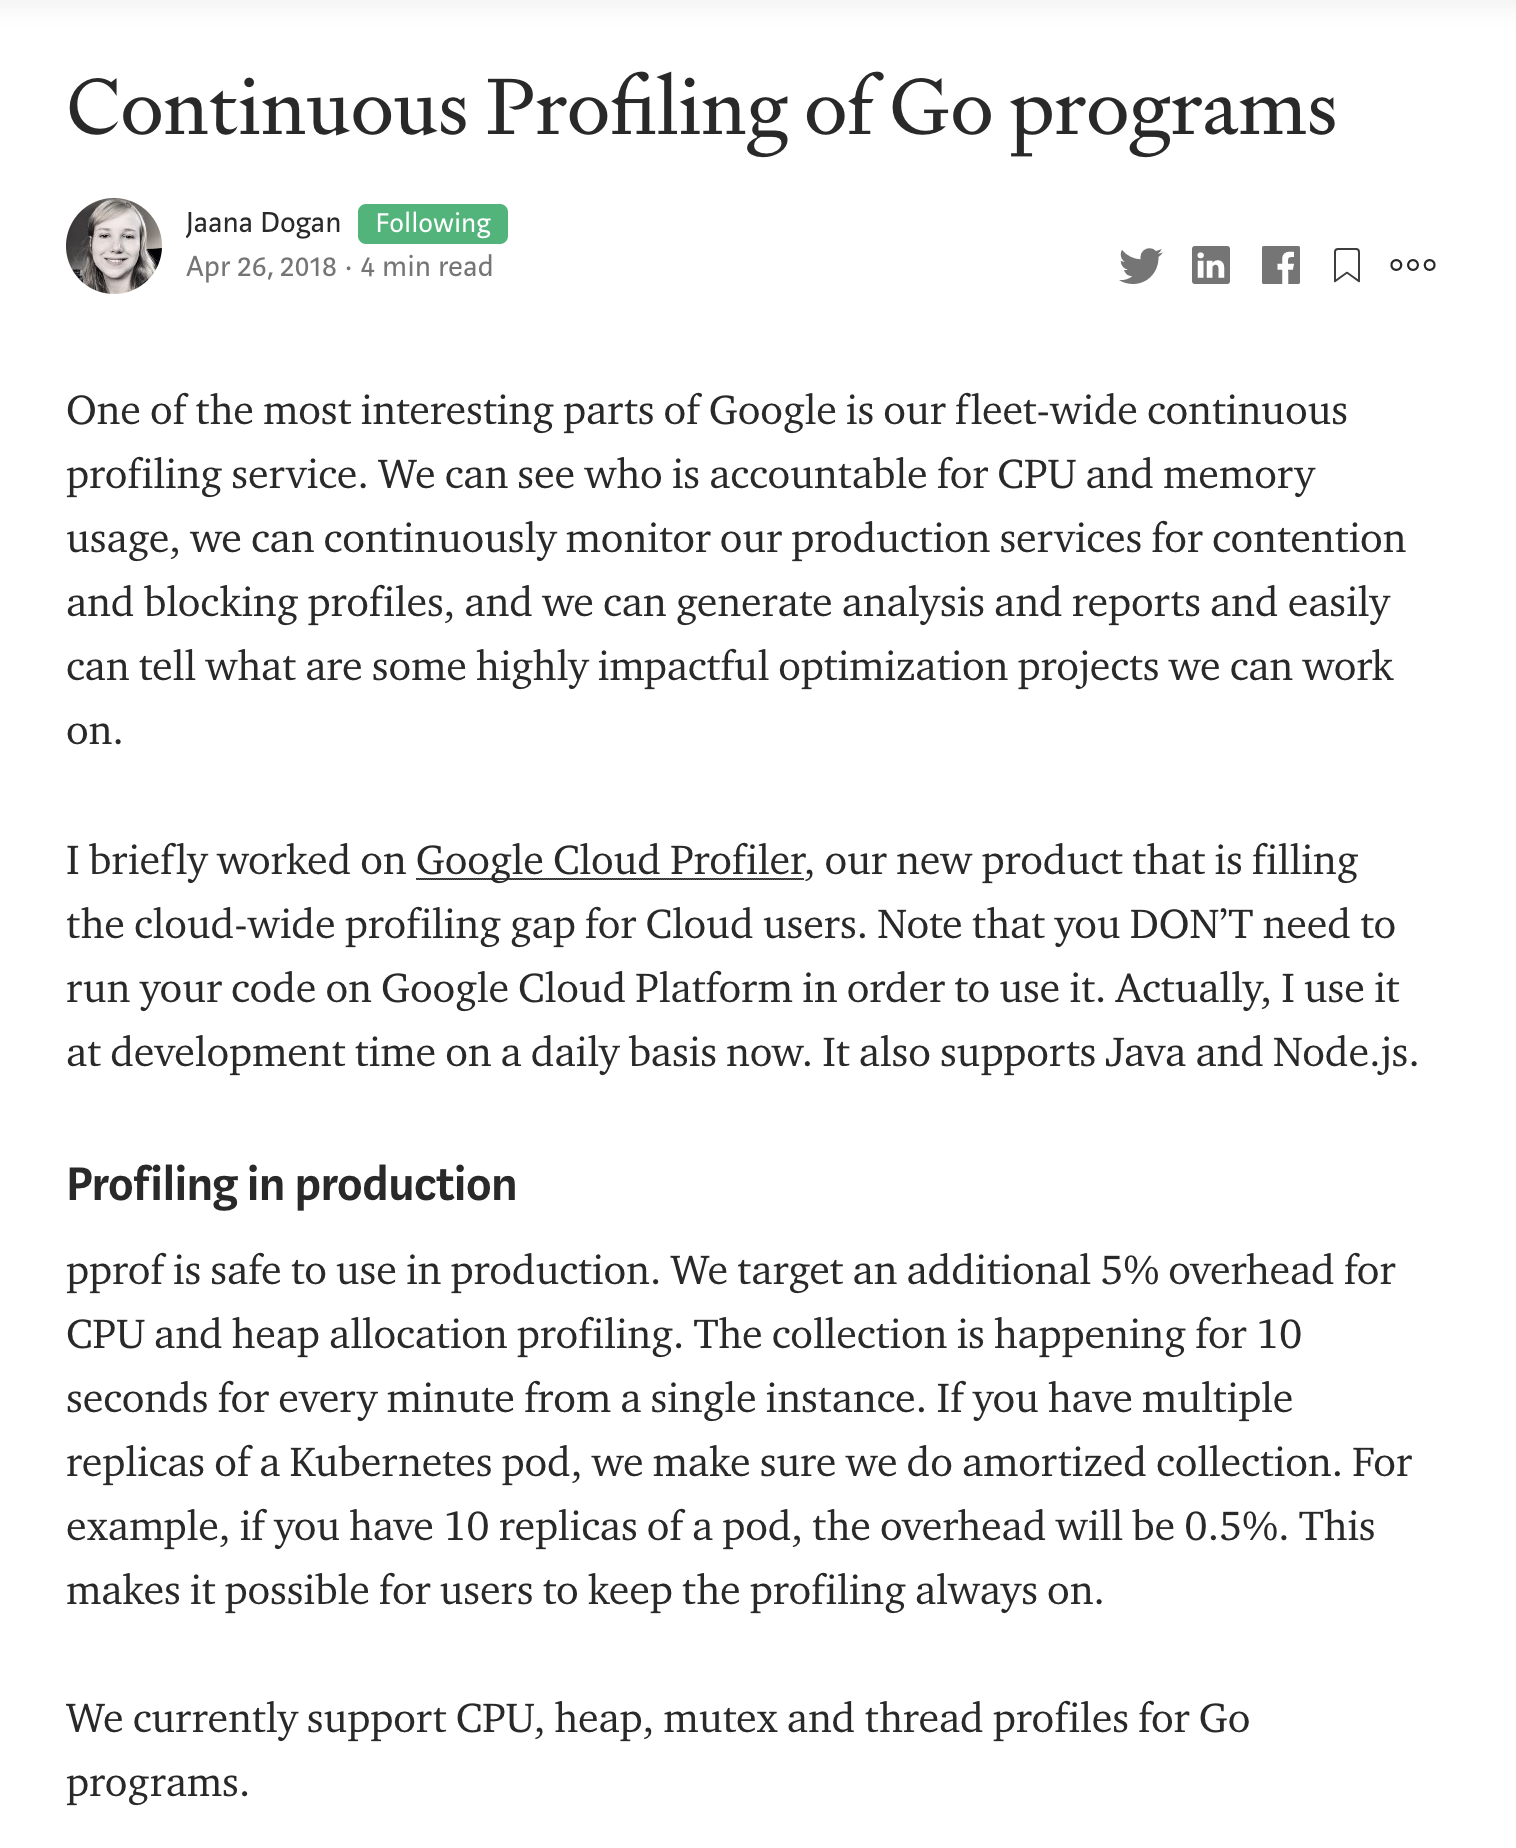 Continuous Profiling of Go programs
Jaana Dogan Following
Apr 26, 2018 · 4 min read
One of the most interesting parts of Google is our fleet-wide continuous
profiling service. We can see who is accountable for CPU and memory
usage, we can continuously monitor our production services for contention
and blocking profiles, and we can generate analysis and reports and easily
can tell what are some highly impactful optimization projects we can work
on.
I briefly worked on Google Cloud Profiler, our new product that is filling
the cloud-wide profiling gap for Cloud users. Note that you DON’T need to
run your code on Google Cloud Platform in order to use it. Actually, I use it
at development time on a daily basis now. It also supports Java and Node.js.
Profiling in production
pprof is safe to use in production. We target an additional 5% overhead for
CPU and heap allocation profiling. The collection is happening for 10
seconds for every minute from a single instance. If you have multiple
replicas of a Kubernetes pod, we make sure we do amortized collection. For
example, if you have 10 replicas of a pod, the overhead will be 0.5%. This
makes it possible for users to keep the profiling always on.
We currently support CPU, heap, mutex and thread profiles for Go
programs.